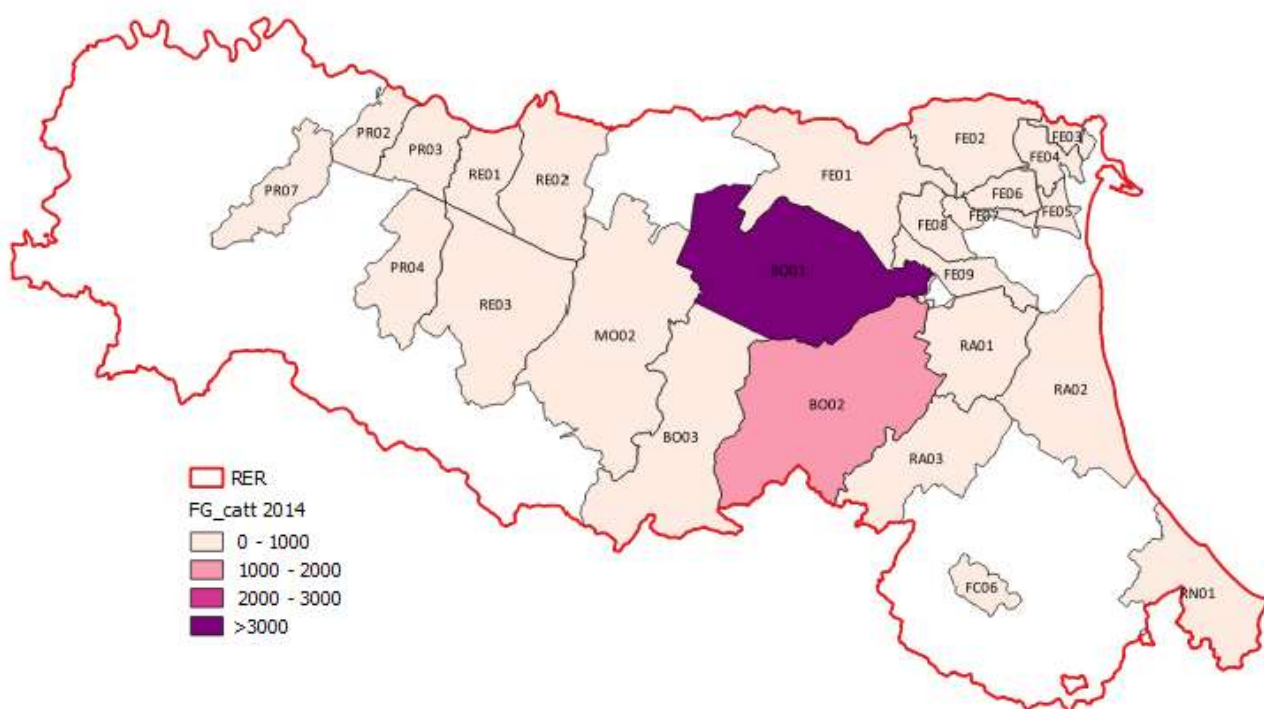 FE02
FE03
PR02
PR03
FE04
RE01
RE02
FE01
PR07
FE06
FE07
FE05
FE08
PR04
BO01
FE09
RE03
MO02
RA01
RA02
BO02
BO03
RA03
RER
FG_catt 2014
0 - 1000
1000 - 2000
2000 - 3000
>3000
FC06
RN01